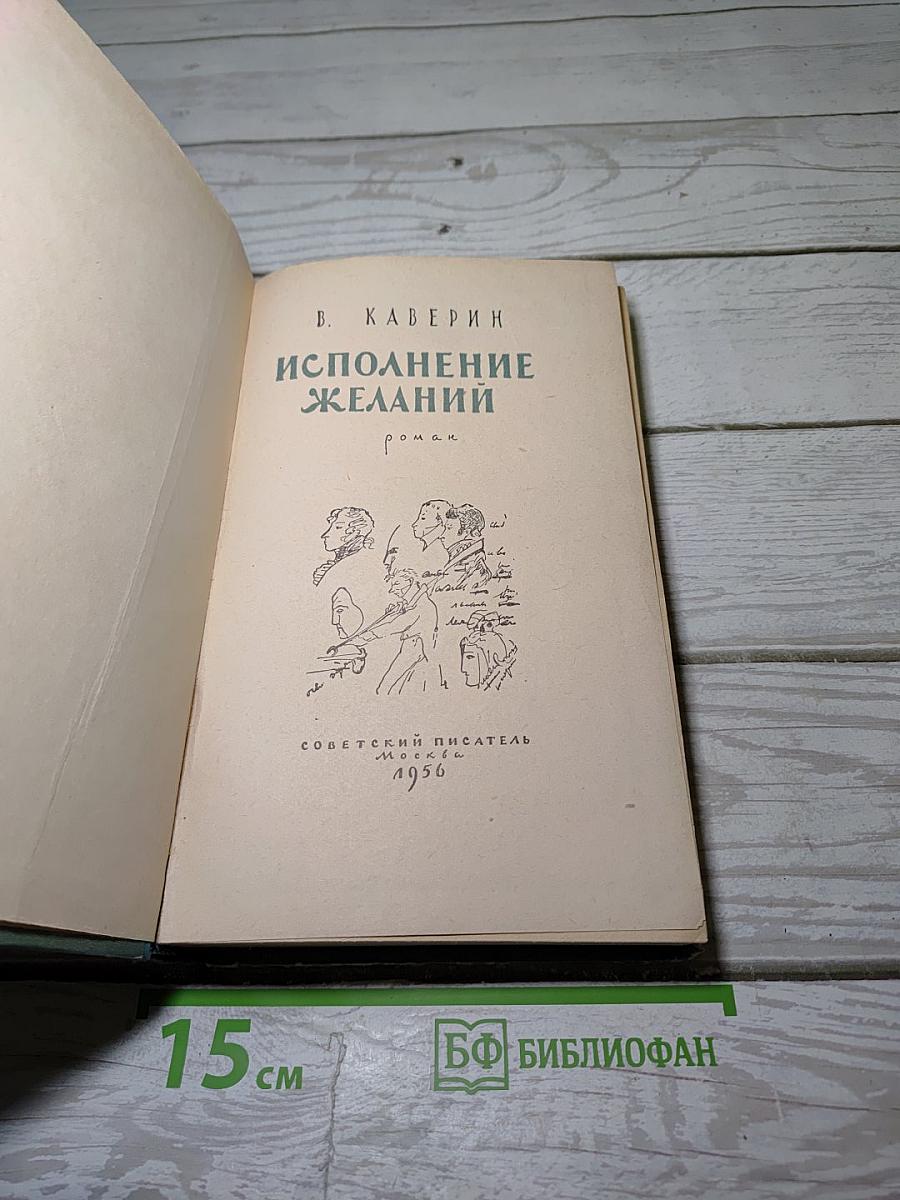 В. КАВЕРИН
ИСПОЛНЕНИЕ
ЖЕЛАНИЙ
роман
СОВЕТСКИЙ ПИСАТЕЛЬ
Москва
1956
15 см
БФ БИБЛИОФАН